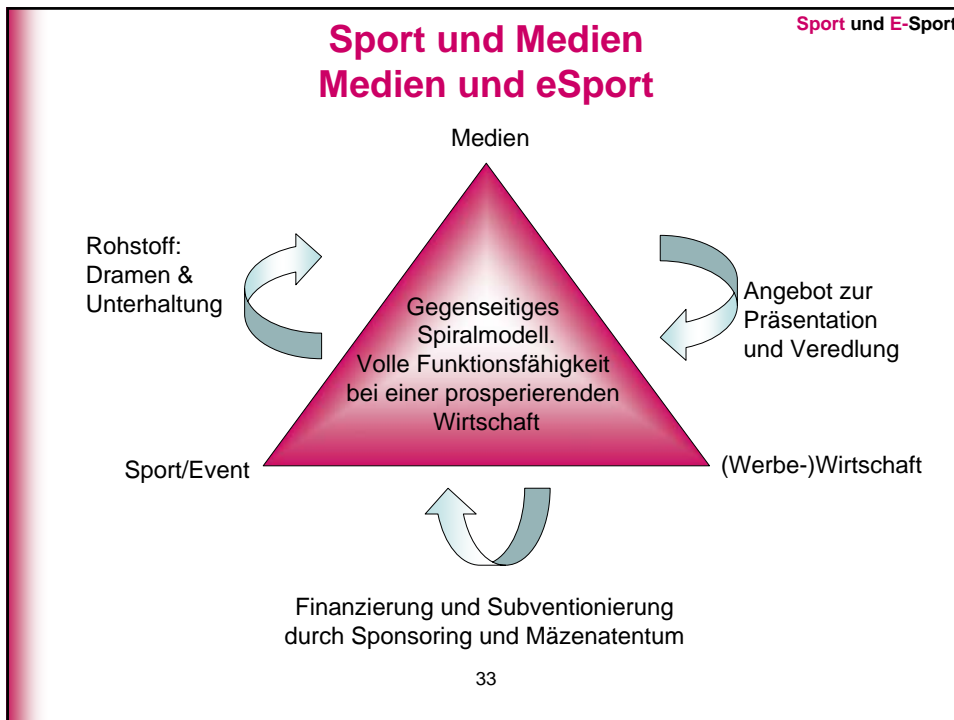 Sport und E-Sport
Sport und Medien
Medien und eSport
Medien
Rohstoff:
Dramen &
Unterhaltung
Angebot zur
Präsentation
und Veredlung
Gegenseitiges
Spiralmodell.
Volle Funktionsfähigkeit
bei einer prosperierenden
Wirtschaft
Sport/Event
(Werbe-)Wirtschaft
Finanzierung und Subventionierung
durch Sponsoring und Mäzenatentum
33